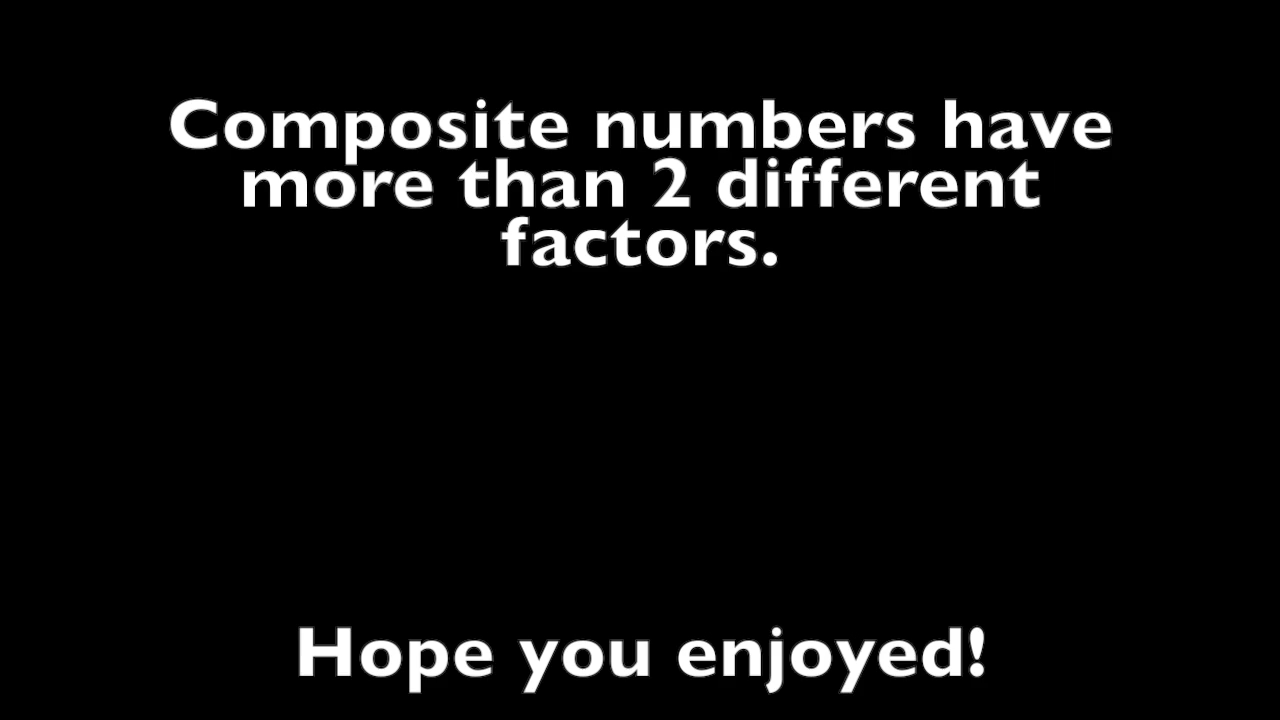 Composite numbers have
more than 2 different
factors.
Hope you enjoyed!